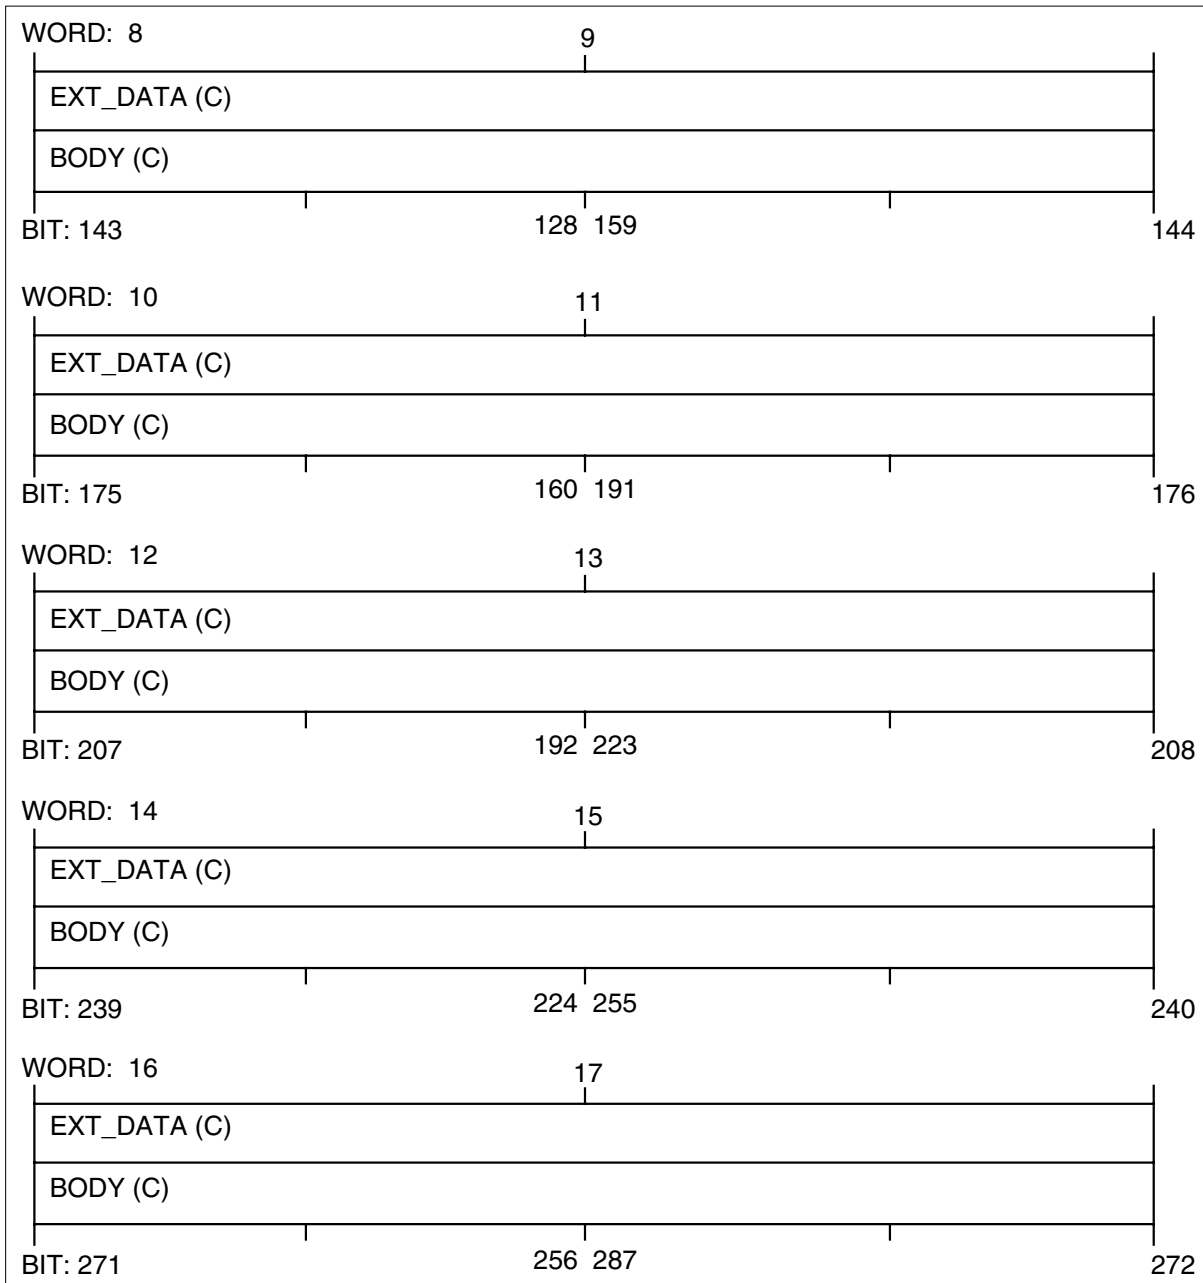 WORD: 8 9
EXT_DATA (C)
BODY (C)
BIT: 143 128 159 144
WORD: 10 11
EXT_DATA (C)
BODY (C)
BIT: 175 160 191 176
WORD: 12 13
EXT_DATA (C)
BODY (C)
BIT: 207 192 223 208
WORD: 14 15
EXT_DATA (C)
BODY (C)
BIT: 239 224 255 240
WORD: 16 17
EXT_DATA (C)
BODY (C)
BIT: 271 256 287 272